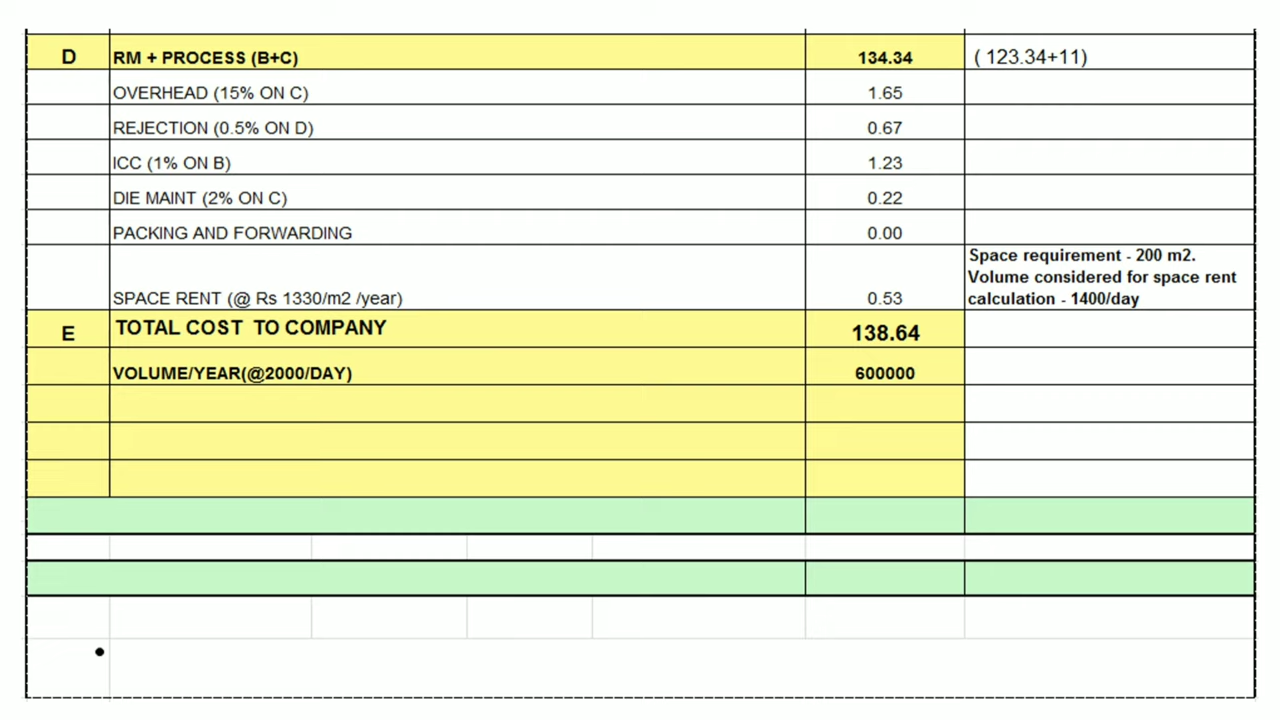 D RM + PROCESS (B+C) 134.34 ( 123.34+11)
OVERHEAD (15% ON C) 1.65
REJECTION (0.5% ON D) 0.67
ICC (1% ON B) 1.23
DIE MAINT (2% ON C) 0.22
PACKING AND FORWARDING 0.00
Space requirement - 200 m2.
Volume considered for space rent
SPACE RENT (@ Rs 1330/m2 /year) 0.53 calculation - 1400/day
E TOTAL COST TO COMPANY 138.64
VOLUME/YEAR(@2000/DAY) 600000